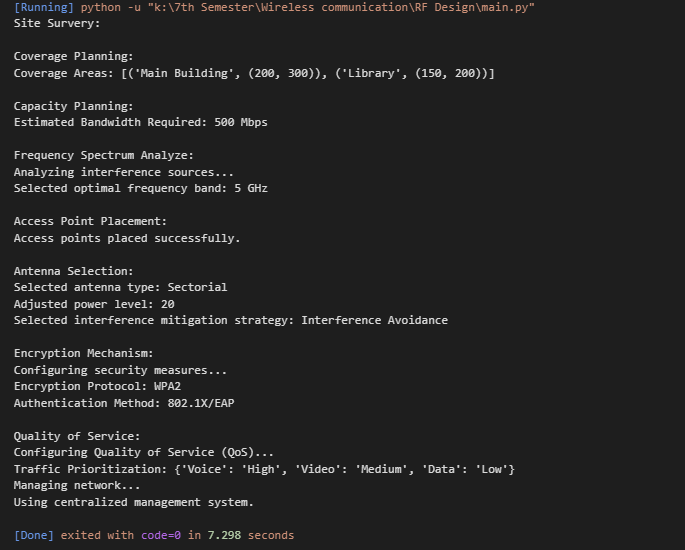 [Running] python -u "k:\7th Semester\Wireless communication\RF Design\main.py"
Site Survery:
Coverage Planning:
Coverage Areas: [('Main Building', (200, 300)), ('Library', (150, 200))]
Capacity Planning:
Estimated Bandwidth Required: 500 Mbps
Frequency Spectrum Analyze:
Analyzing interference sources...
Selected optimal frequency band: 5 GHz
Access Point Placement:
Access points placed successfully.
Antenna Selection:
Selected antenna type: Sectorial
Adjusted power level: 20
Selected interference mitigation strategy: Interference Avoidance
Encryption Mechanism:
Configuring security measures...
Encryption Protocol: WPA2
Authentication Method: 802.1X/EAP
Quality of Service:
Configuring Quality of Service (QoS)...
Traffic Prioritization: {'Voice': 'High', 'Video': 'Medium', 'Data': 'Low'}
Managing network...
Using centralized management system.
[Done] exited with code=0 in 7.298 seconds